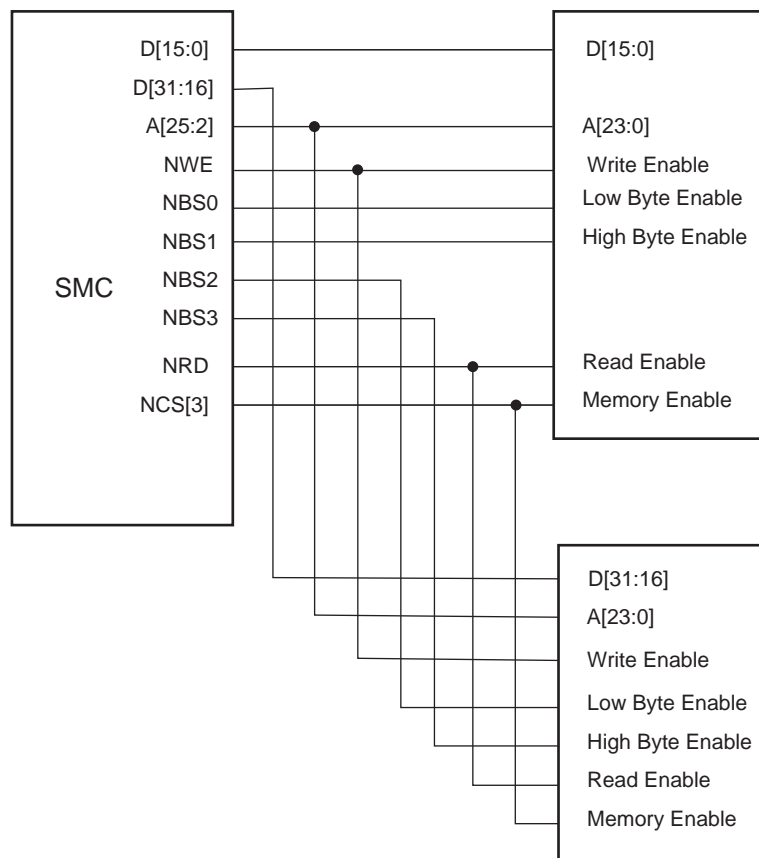 D[15:0]
D[31:16]
A[25:2]
NWE
NBS0
NBS1
NBS2
NBS3
NRD
NCS[3]
SMC
D[15:0]
A[23:0]
Write Enable
Low Byte Enable
High Byte Enable
Read Enable
Memory Enable
D[31:16]
A[23:0]
Write Enable
Low Byte Enable
High Byte Enable
Read Enable
Memory Enable